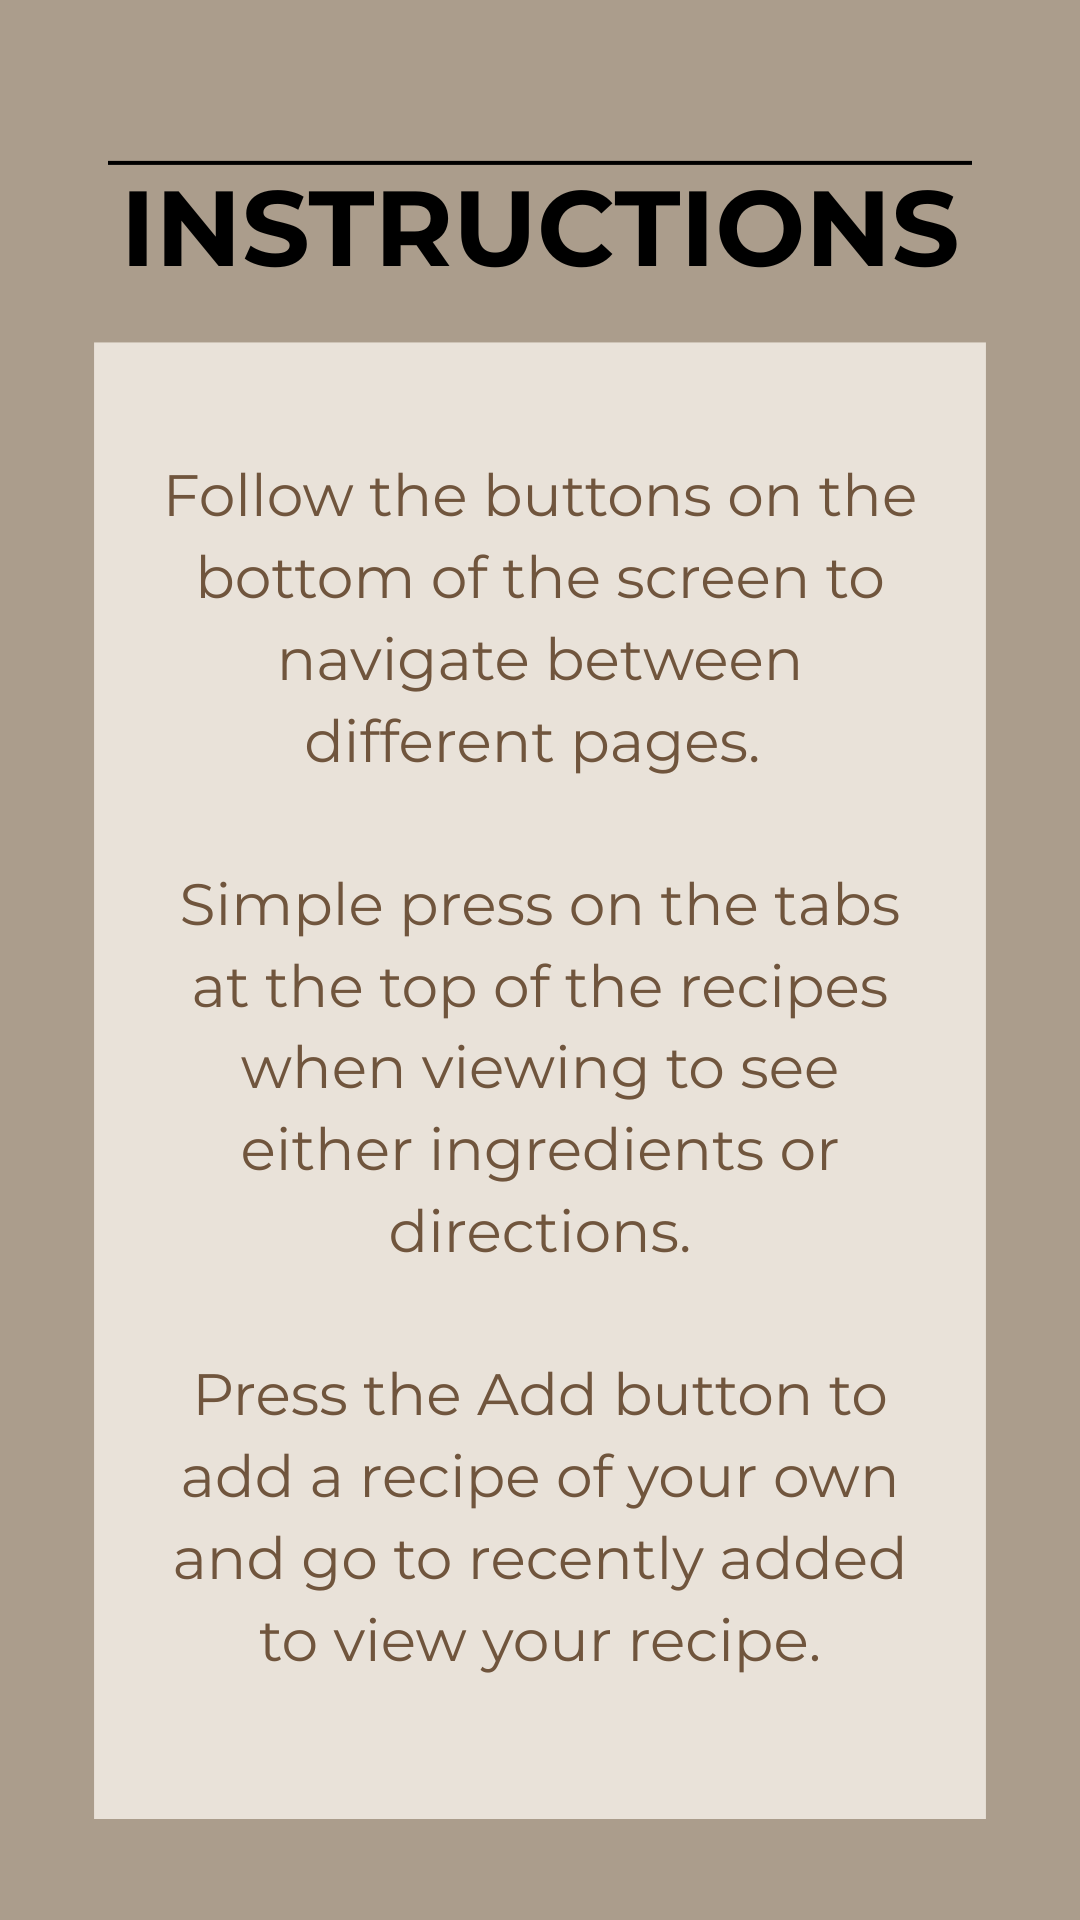 INSTRUCTIONS
Follow the buttons on the
bottom of the screen to
navigate between
different pages.
Simple press on the tabs
at the top of the recipes
when viewing to see
either ingredients or
directions.
Press the Add button to
add a recipe of your own
and go to recently added
to view your recipe.